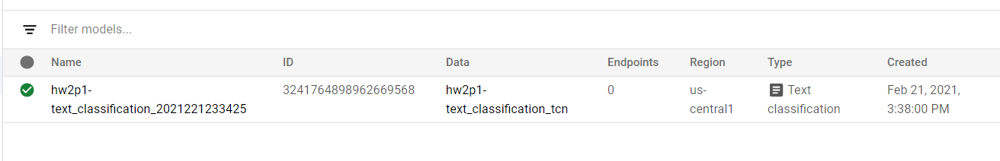 Filter models...
Name ID Data Endpoints Region Type Created
hw2p1- 3241764898962669568 hw2p1- 0 us- Text Feb 21, 2021,
text_classification_2021221233425 text_classification_tcn central1 classification 3:38:00 PM